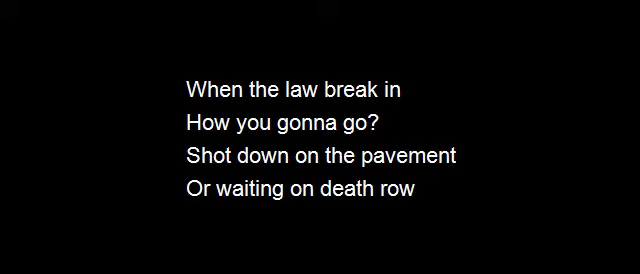 When the law break in
How you gonna go?
Shot down on the pavement
Or waiting on death row